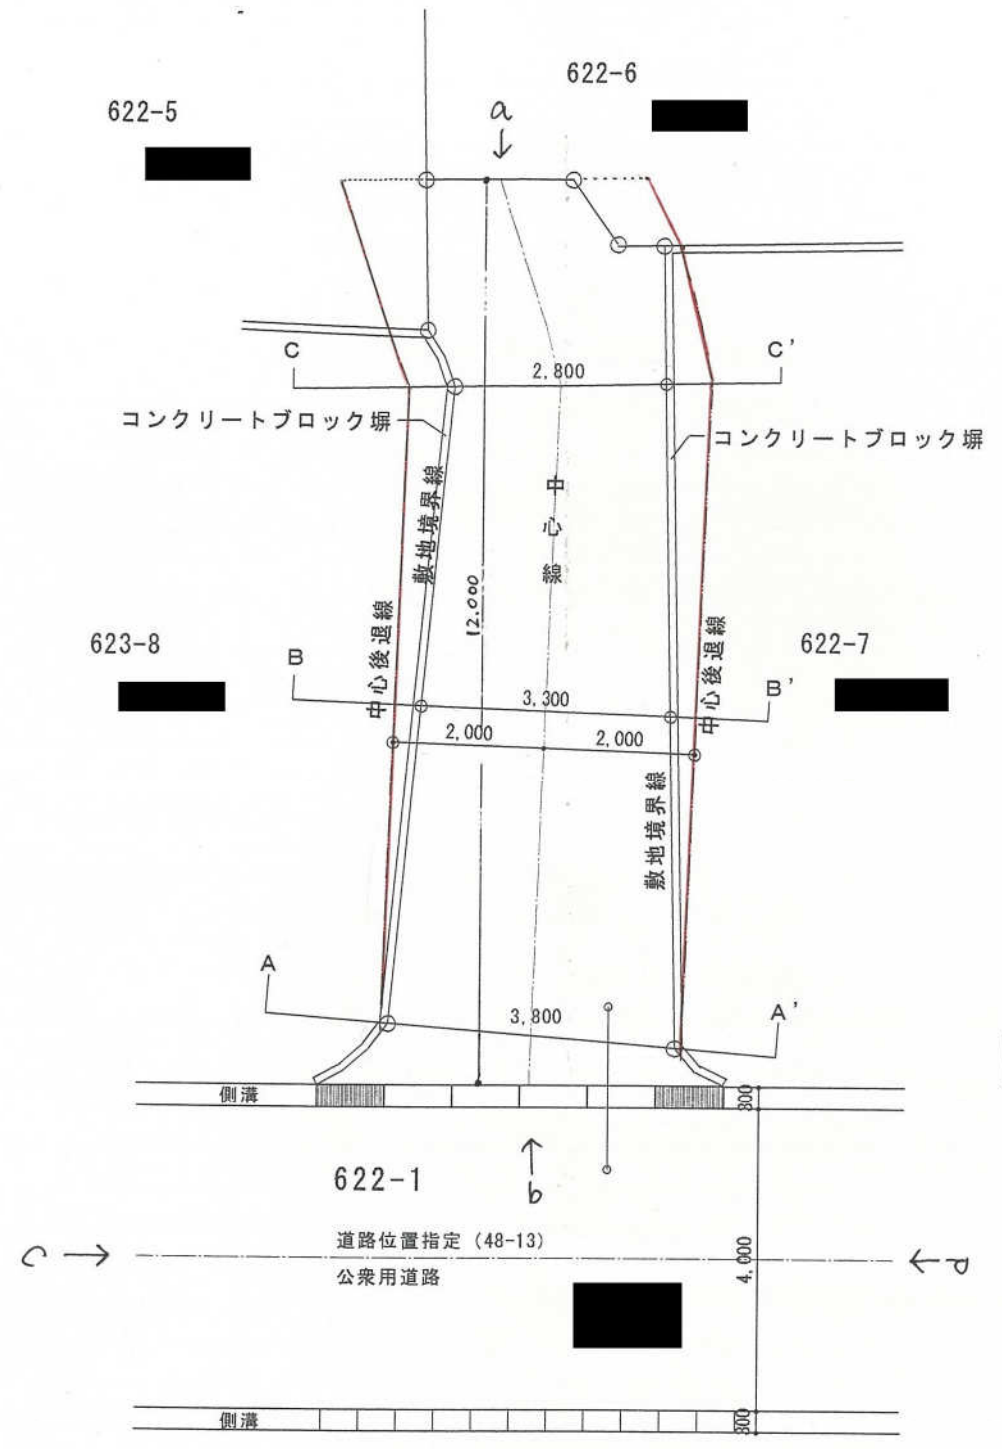 622-6
622-5
a
C
C'
2,800
コンクリートブロック塀
コンクリートブロック塀
敷地境界線
中心線
12.000
623-8
中心後退線
中心後退線
622-7
B
B'
3,300
2,000
2,000
敷地境界線
A
A'
3,800
側溝
300
622-1
b
道路位置指定(48-13)
公衆用道路
4,000
側溝
300